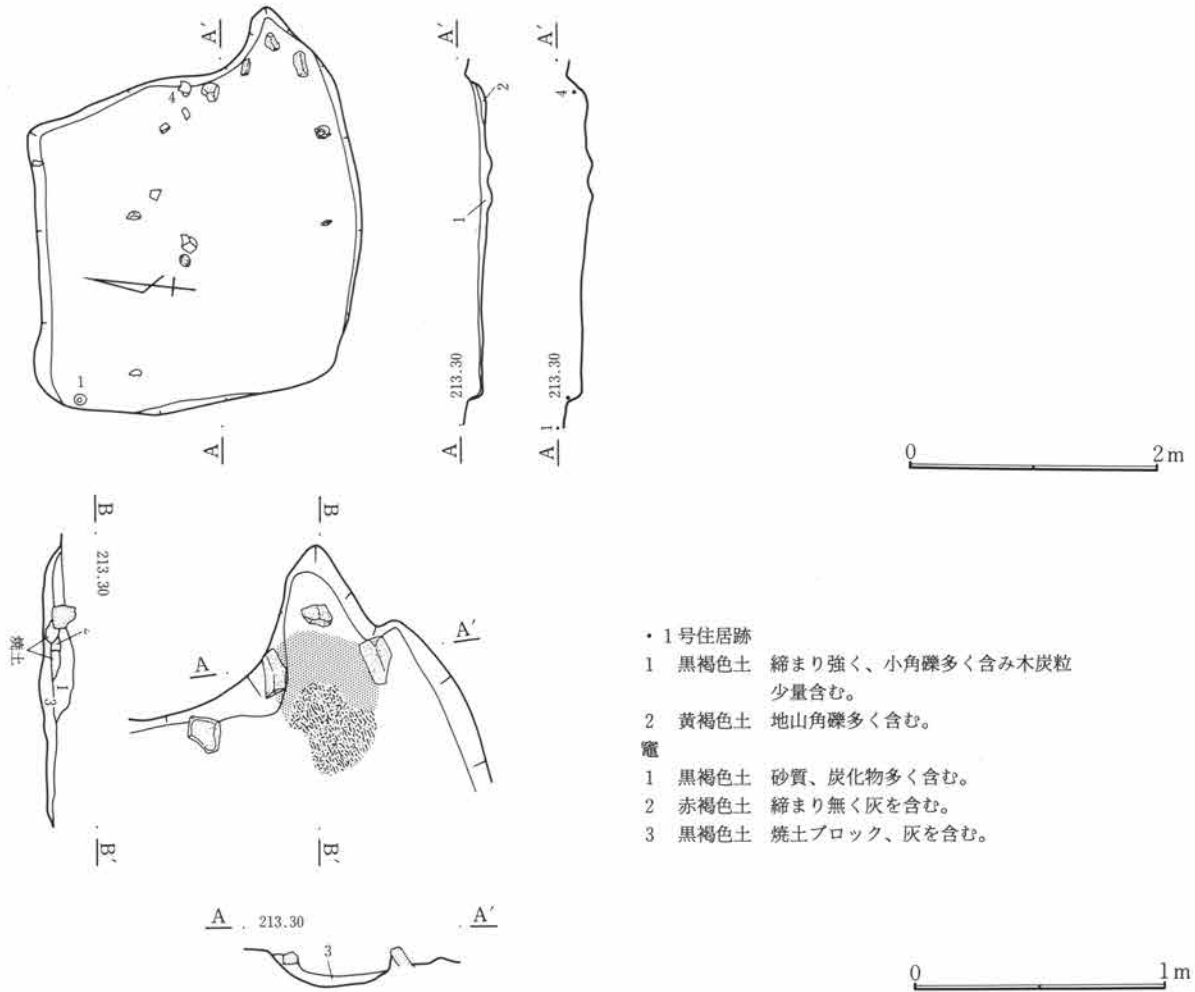 A′
A′
A′
4
2
4
1
1
213.30
213.30
1
A
A
A
0 2m
B
B
213.30
焼土
2
1
3
A
A′
B′
B′
A 213.30 A′
3
・1号住居跡
1 黒褐色土 締まり強く、小角礫多く含み木炭粒
少量含む。
2 黄褐色土 地山角礫多く含む。
竈
1 黒褐色土 砂質、炭化物多く含む。
2 赤褐色土 締まり無く灰を含む。
3 黒褐色土 焼土ブロック、灰を含む。
0 1m